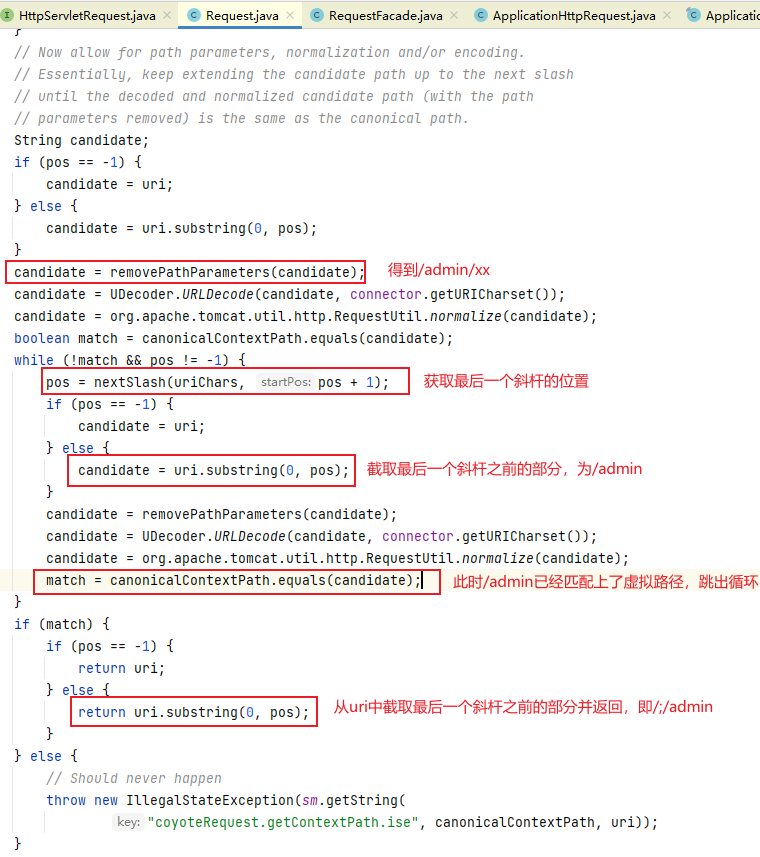 HttpServletRequest.java × Request.java × RequestFacade.java × ApplicationHttpRequest.java × Applicatio
}
// Now allow for path parameters, normalization and/or encoding.
// Essentially, keep extending the candidate path up to the next slash
// until the decoded and normalized candidate path (with the path
// parameters removed) is the same as the canonical path.
String candidate;
if (pos == -1) {
candidate = uri;
} else {
candidate = uri.substring(0, pos);
}
candidate = removePathParameters(candidate); 得到/admin/xx
candidate = UDecoder.URLDecode(candidate, connector.getURICharset());
candidate = org.apache.tomcat.util.http.RequestUtil.normalize(candidate);
boolean match = canonicalContextPath.equals(candidate);
while (!match && pos != -1) {
pos = nextSlash(uriChars, startPos: pos + 1); 获取最后一个斜杆的位置
if (pos == -1) {
candidate = uri;
} else {
candidate = uri.substring(0, pos); 截取最后一个斜杆之前的部分，为/admin
}
candidate = removePathParameters(candidate);
candidate = UDecoder.URLDecode(candidate, connector.getURICharset());
candidate = org.apache.tomcat.util.http.RequestUtil.normalize(candidate);
match = canonicalContextPath.equals(candidate); 此时/admin已经匹配上了虚拟路径，跳出循环
}
if (match) {
if (pos == -1) {
return uri;
} else {
return uri.substring(0, pos); 从uri中截取最后一个斜杆之前的部分并返回，即/;/admin
}
} else {
// Should never happen
throw new IllegalStateException(sm.getString(
key: "coyoteRequest.getContextPath.ise", canonicalContextPath, uri));
}